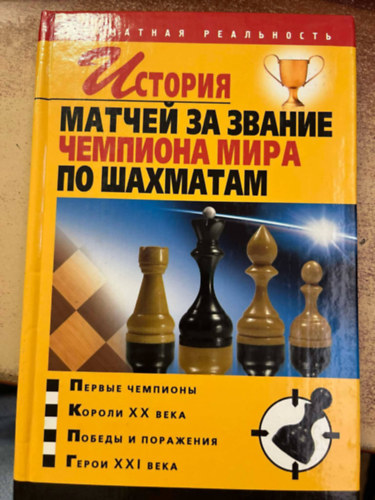 РЕАЛЬНОСТЬ
ИСТОРИЯ
МАТЧЕЙ ЗА ЗВАНИЕ
ЧЕМПИОНА МИРА
ПО ШАХМАТАМ
ПЕРВЫЕ ЧЕМПИОНЫ
КОРОЛИ XX ВЕКА
ПОБЕДЫ И ПОРАЖЕНИЯ
ГЕРОИ XXI ВЕКА